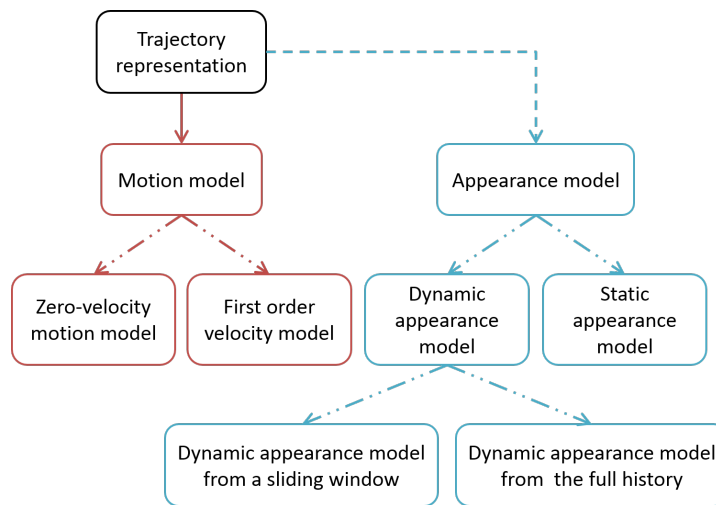 Trajectory
representation
Motion model
Appearance model
Zero-velocity
motion model
First order
velocity model
Dynamic
appearance
model
Static
appearance
model
Dynamic appearance model
from a sliding window
Dynamic appearance model
from  the full history